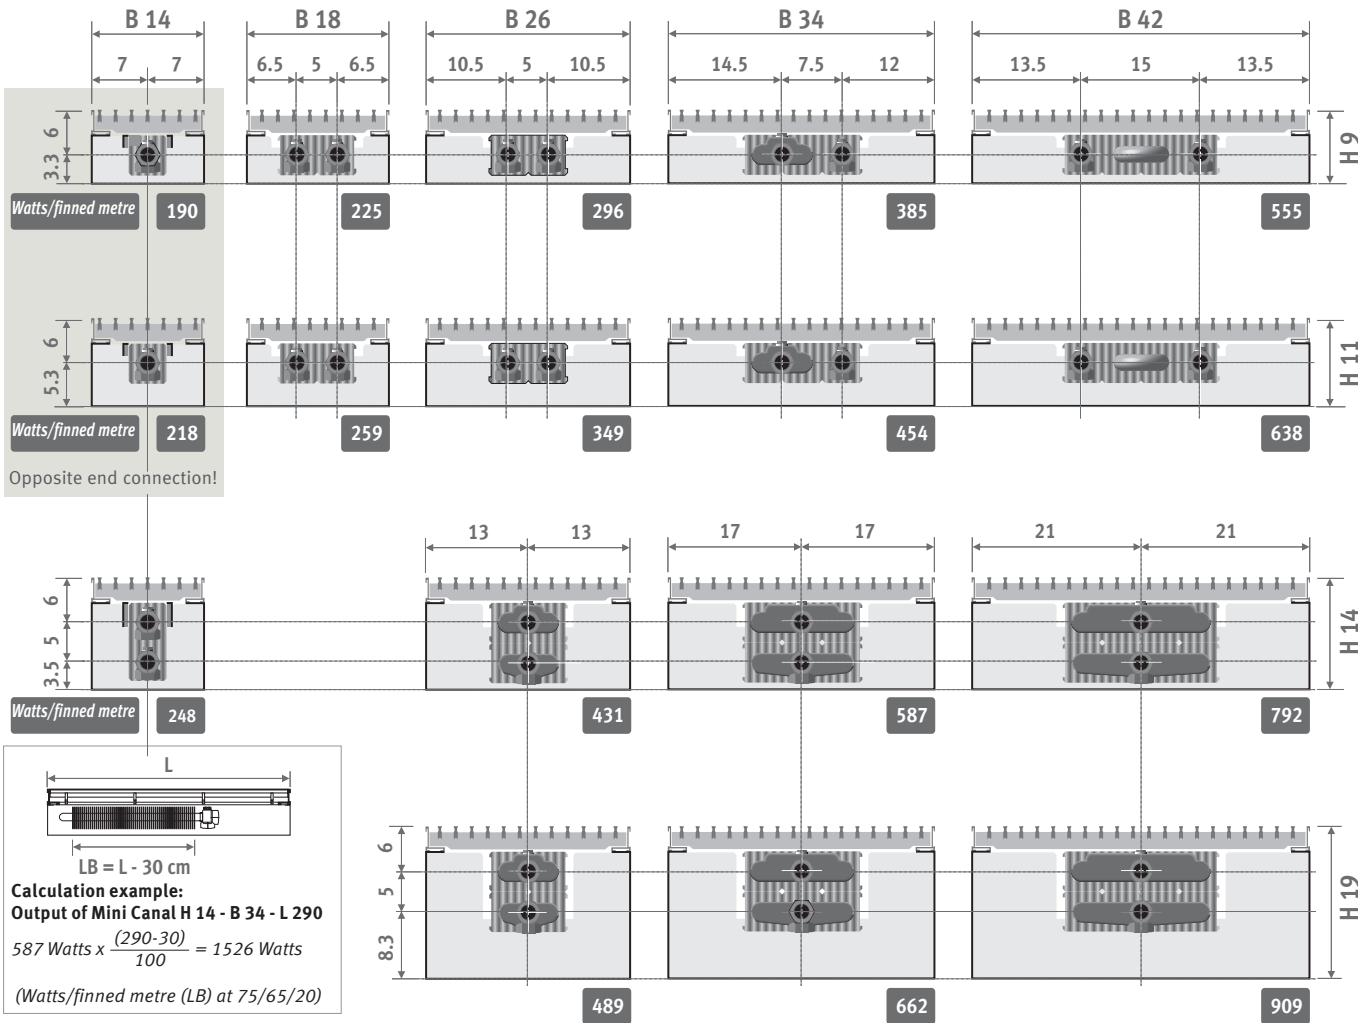 B 14 B 18 B 26 B 34 B 42
7 7 6.5 5 6.5 10.5 5 10.5 14.5 7.5 12 13.5 15 13.5
6
3.3
H 9
Watts/finned metre 190 225 296 385 555
6
5.3
H 11
Watts/finned metre 218 259 349 454 638
Opposite end connection!
13 13 17 17 21 21
6
5
3.5
H 14
Watts/finned metre 248 431 587 792
L
LB = L - 30 cm
Calculation example:
Output of Mini Canal H 14 - B 34 - L 290
587 Watts x (290-30) / 100 = 1526 Watts
(Watts/finned metre (LB) at 75/65/20)
6
5
8.3
H 19
489 662 909